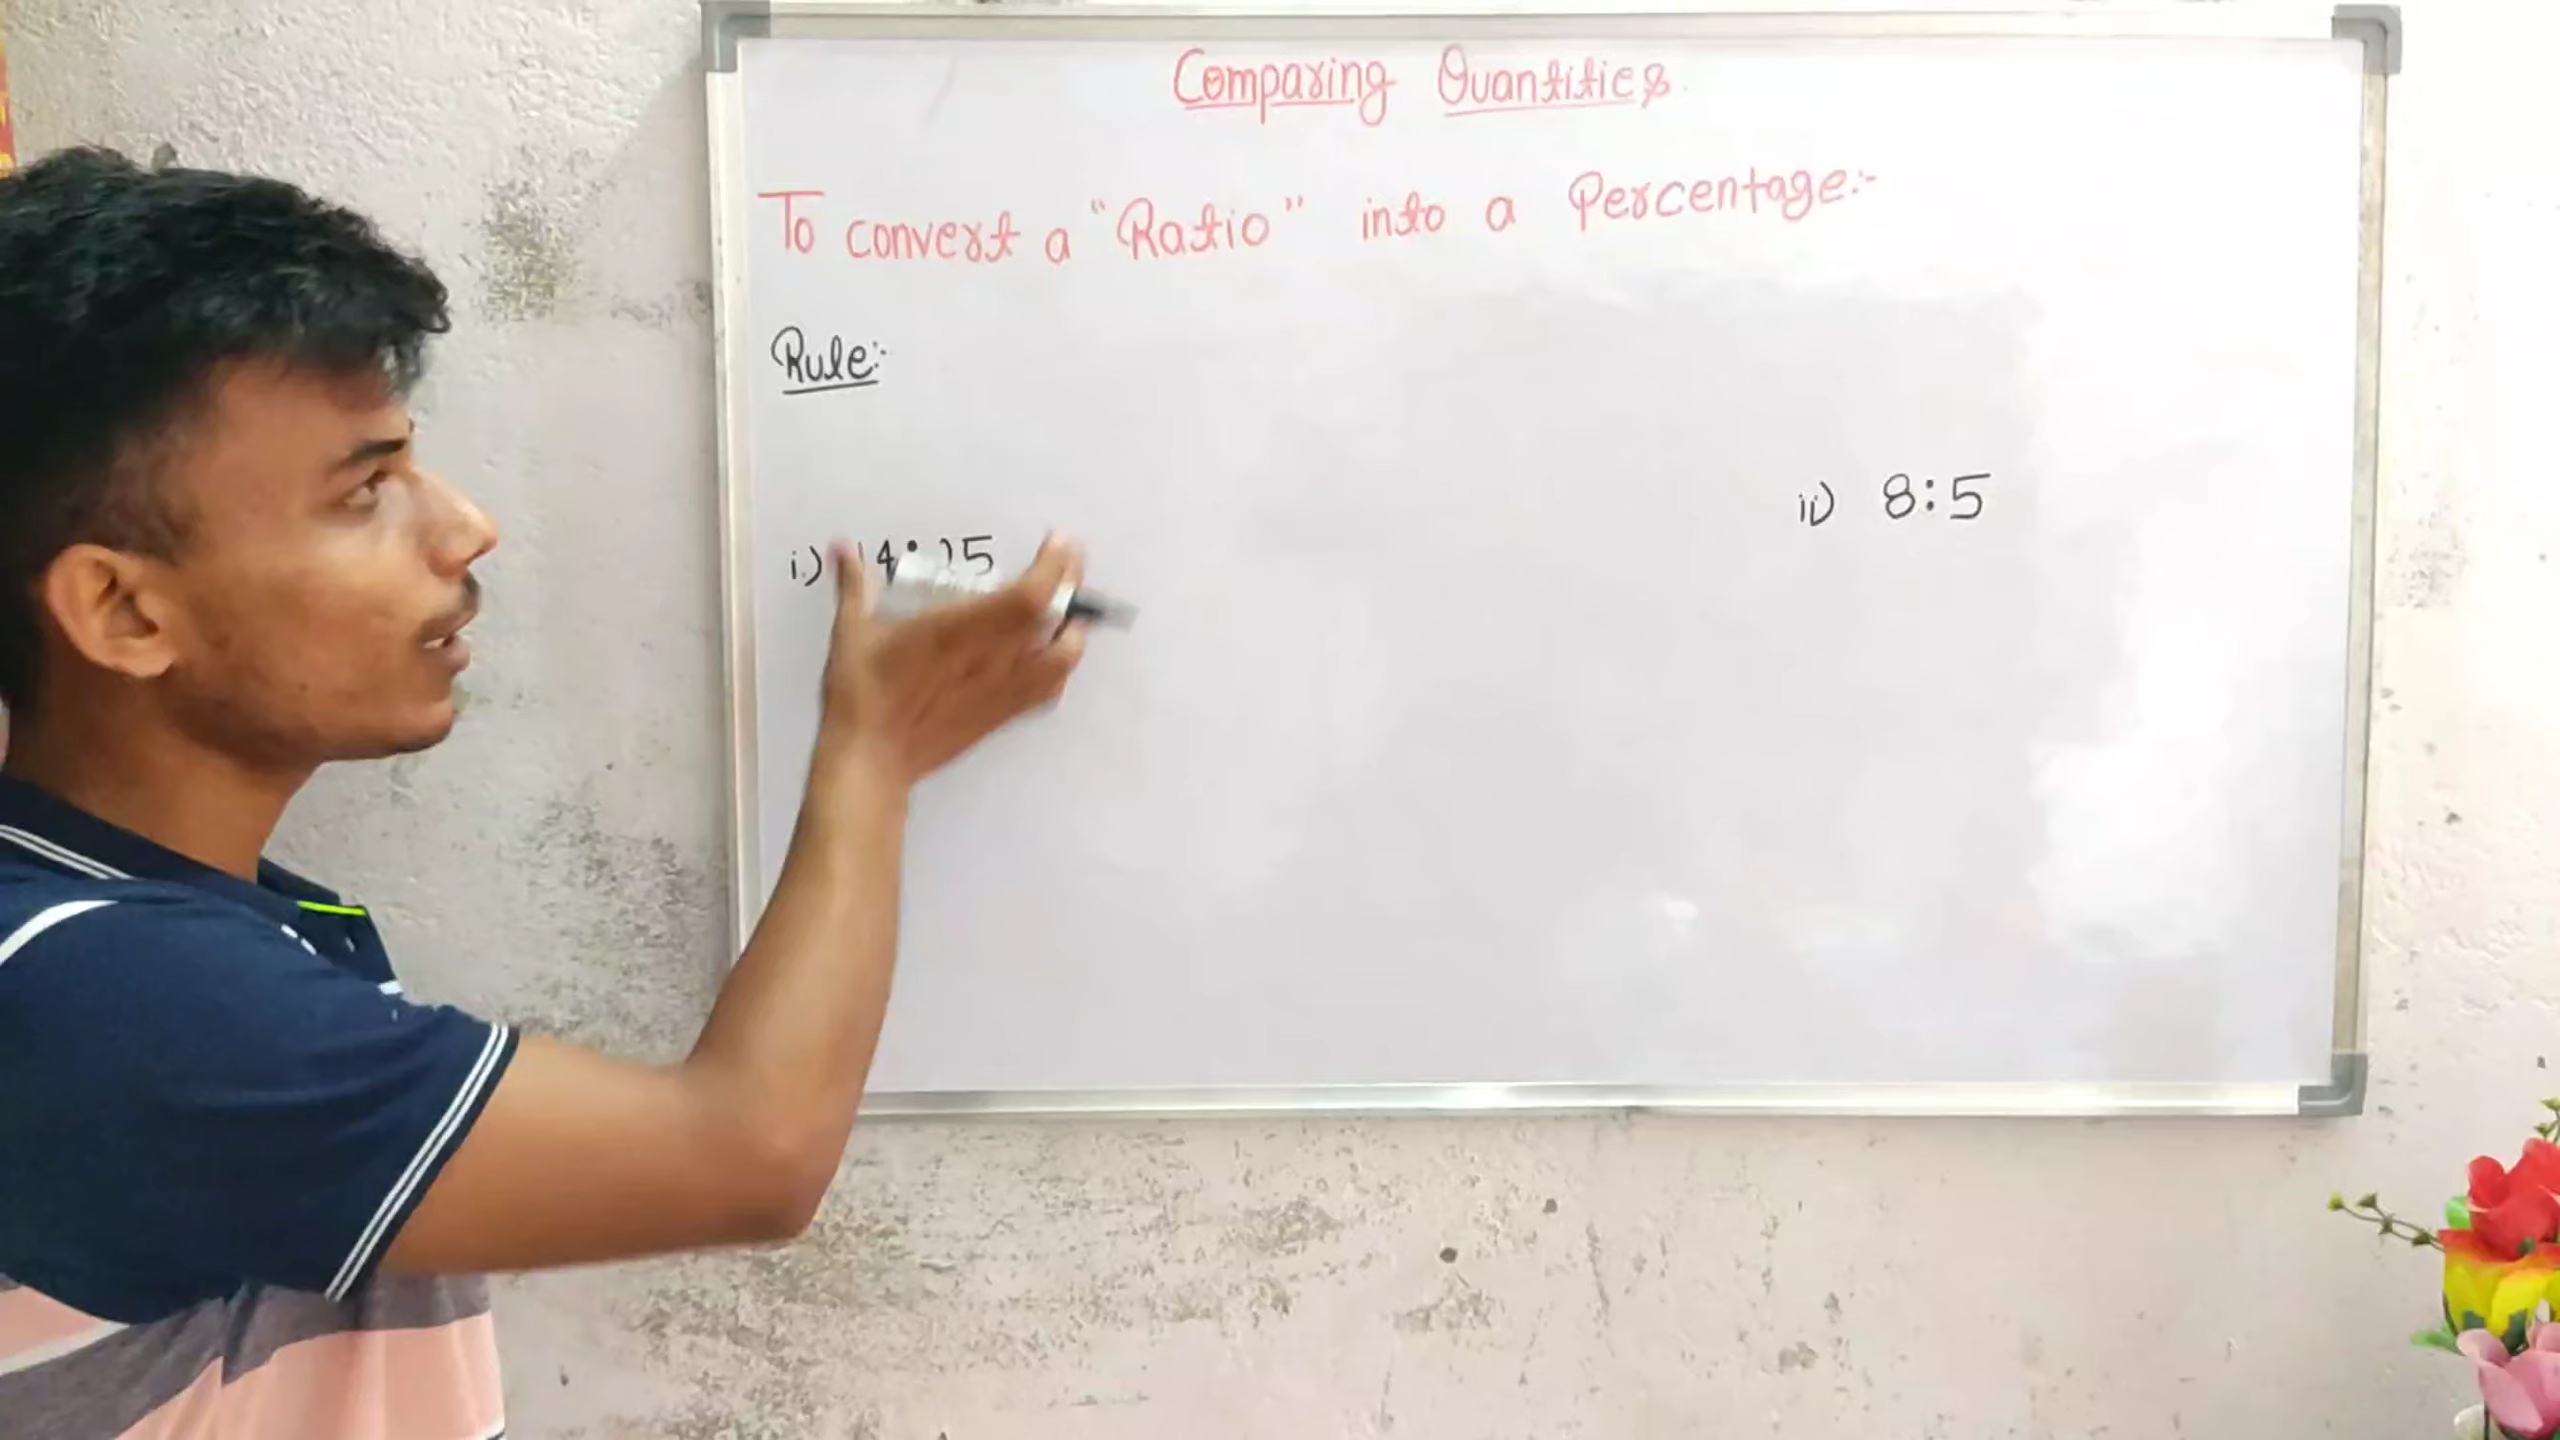 Comparing Quantities.
To convert a "Ratio" into a Percentage:-
Rule:-
ii) 8:5
i.)